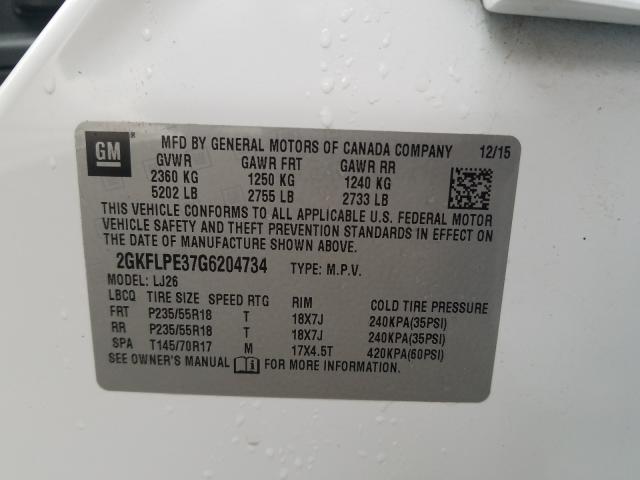 GM®
MFD BY GENERAL MOTORS OF CANADA COMPANY 12/15
GVWR GAWR FRT GAWR RR
2360 KG 1250 KG 1240 KG
5202 LB 2755 LB 2733 LB
THIS VEHICLE CONFORMS TO ALL APPLICABLE U.S. FEDERAL MOTOR
VEHICLE SAFETY AND THEFT PREVENTION STANDARDS IN EFFECT ON
THE DATE OF MANUFACTURE SHOWN ABOVE.
2GKFLPE37G6204734 TYPE: M.P.V.
MODEL: LJ26
LBCQ TIRE SIZE SPEED RTG RIM COLD TIRE PRESSURE
FRT P235/55R18 T 18X7J 240KPA(35PSI)
RR P235/55R18 T 18X7J 240KPA(35PSI)
SPA T145/70R17 M 17X4.5T 420KPA(60PSI)
SEE OWNER'S MANUAL FOR MORE INFORMATION.